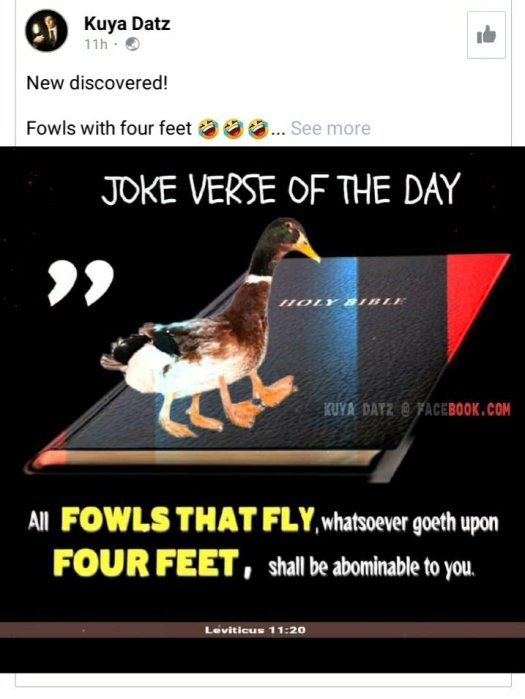 Kuya Datz
11h ·
New discovered!
Fowls with four feet 🤣🤣🤣... See more
JOKE VERSE OF THE DAY
”
HOLY BIBLE
KUYA DATZ @ FACEBOOK.COM
All FOWLS THAT FLY, whatsoever goeth upon
FOUR FEET, shall be abominable to you.
Leviticus 11:20